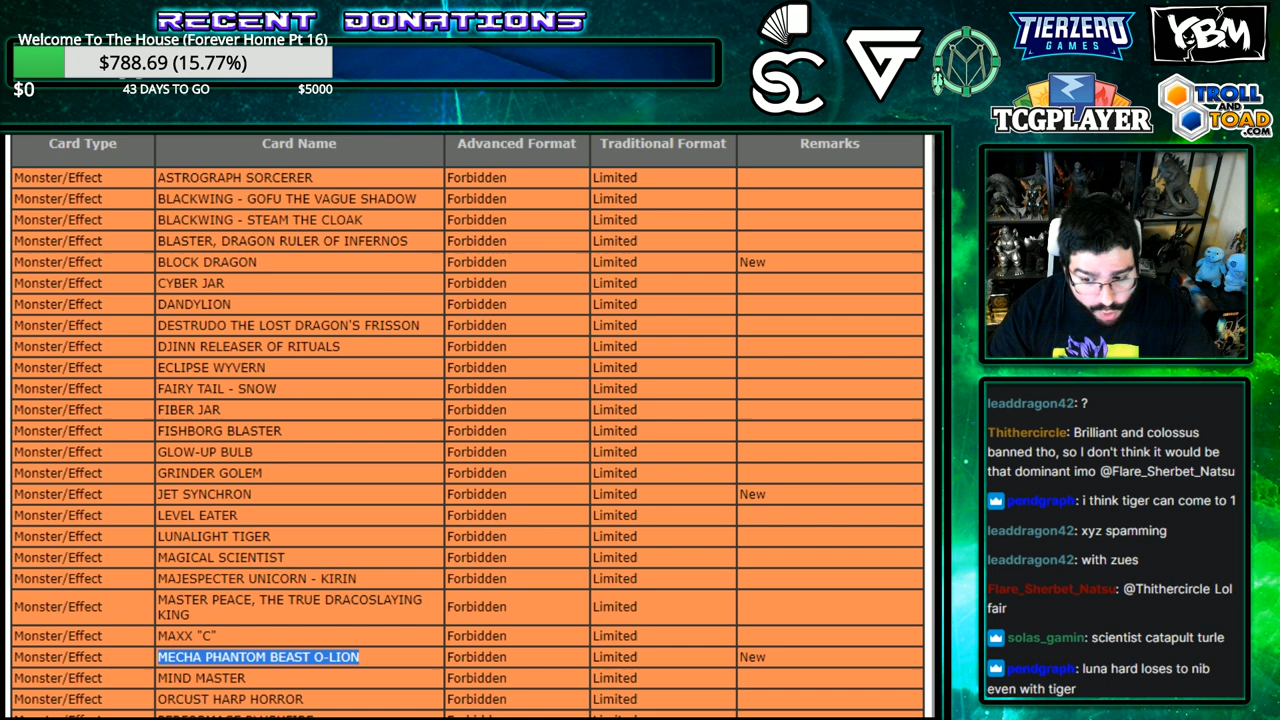 RECENT DONATIONS
Welcome To The House (Forever Home Pt 16)
$788.69 (15.77%)
$0 43 DAYS TO GO $5000
SC
TIERZERO
GAMES
YBM
TCGPLAYER
TROLL
AND
TOAD
.COM
Card Type Card Name Advanced Format Traditional Format Remarks
Monster/Effect ASTROGRAPH SORCERER Forbidden Limited
Monster/Effect BLACKWING - GOFU THE VAGUE SHADOW Forbidden Limited
Monster/Effect BLACKWING - STEAM THE CLOAK Forbidden Limited
Monster/Effect BLASTER, DRAGON RULER OF INFERNOS Forbidden Limited
Monster/Effect BLOCK DRAGON Forbidden Limited New
Monster/Effect CYBER JAR Forbidden Limited
Monster/Effect DANDYLION Forbidden Limited
Monster/Effect DESTRUDO THE LOST DRAGON'S FRISSON Forbidden Limited
Monster/Effect DJINN RELEASER OF RITUALS Forbidden Limited
Monster/Effect ECLIPSE WYVERN Forbidden Limited
Monster/Effect FAIRY TAIL - SNOW Forbidden Limited
Monster/Effect FIBER JAR Forbidden Limited
Monster/Effect FISHBORG BLASTER Forbidden Limited
Monster/Effect GLOW-UP BULB Forbidden Limited
Monster/Effect GRINDER GOLEM Forbidden Limited
Monster/Effect JET SYNCHRON Forbidden Limited New
Monster/Effect LEVEL EATER Forbidden Limited
Monster/Effect LUNALIGHT TIGER Forbidden Limited
Monster/Effect MAGICAL SCIENTIST Forbidden Limited
Monster/Effect MAJESPECTER UNICORN - KIRIN Forbidden Limited
Monster/Effect MASTER PEACE, THE TRUE DRACOSLAYING Forbidden Limited
KING
Monster/Effect MAXX "C" Forbidden Limited
Monster/Effect MECHA PHANTOM BEAST O-LION Forbidden Limited New
Monster/Effect MIND MASTER Forbidden Limited
Monster/Effect ORCUST HARP HORROR Forbidden Limited
leaddragon42: ?
Thithercircle: Brilliant and colossus
banned tho, so I don't think it would be
that dominant imo @Flare_Sherbet_Natsu
pendgraph: i think tiger can come to 1
leaddragon42: xyz spamming
leaddragon42: with zues
Flare_Sherbet_Natsu: @Thithercircle Lol
fair
solas_gamin: scientist catapult turle
pendgraph: luna hard loses to nib
even with tiger